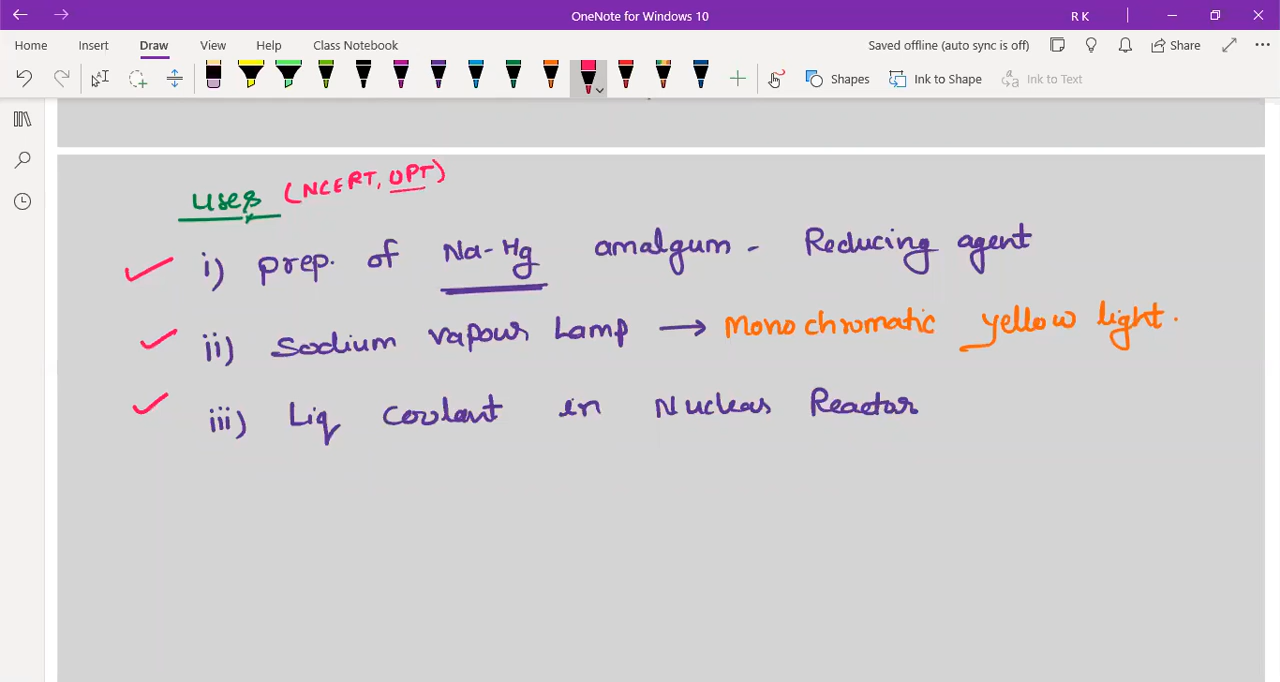 OneNote for Windows 10
R K
Home Insert Draw View Help Class Notebook
Saved offline (auto sync is off) Share
Shapes Ink to Shape Ink to Text
Uses (NCERT, OPT)
i) prep. of Na-Hg amalgum - Reducing agent
ii) Sodium vapour Lamp → Monochromatic yellow light.
iii) Liq coolant in Nuclear Reactor